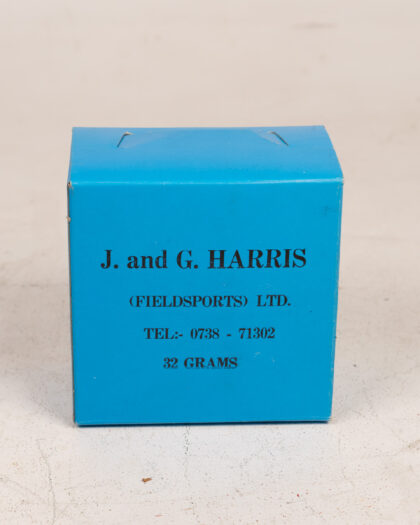 J. and G. HARRIS
(FIELDSPORTS) LTD.
TEL:- 0738 - 71302
32 GRAMS